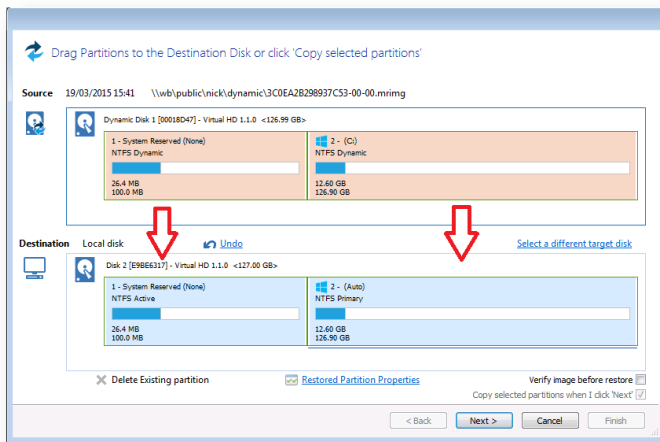 Drag Partitions to the Destination Disk or click 'Copy selected partitions'
Source 19/03/2015 15:41 \\wb\public\nick\dynamic\3C0EA2B298937C53-00-00.mrimg
Dynamic Disk 1 [00018D47] - Virtual HD 1.1.0 <126.99 GB>
1 - System Reserved (None)
NTFS Dynamic
26.4 MB
100.0 MB
2 - (C:)
NTFS Dynamic
12.60 GB
126.90 GB
Destination Local disk Undo Select a different target disk
Disk 2 [E9BE6317] - Virtual HD 1.1.0 <127.00 GB>
1 - System Reserved (None)
NTFS Active
26.4 MB
100.0 MB
2 - (Auto)
NTFS Primary
12.60 GB
126.90 GB
Delete Existing partition Restored Partition Properties Verify image before restore
Copy selected partitions when I click 'Next'
< Back Next > Cancel Finish